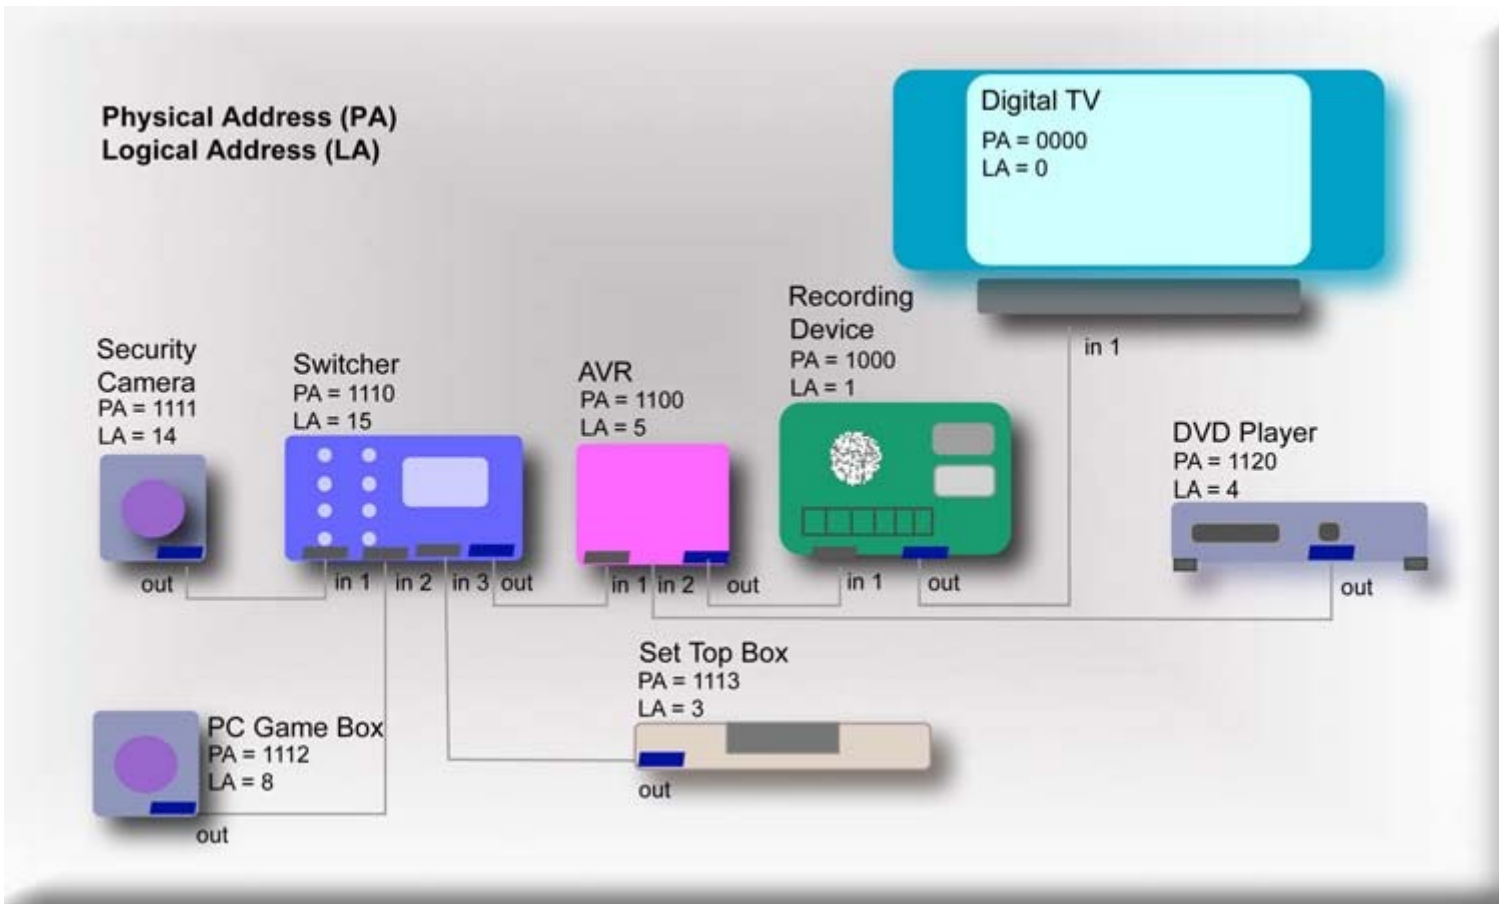 Physical Address (PA)
Logical Address (LA)
Digital TV
PA = 0000
LA = 0
in 1
Recording
Device
PA = 1000
LA = 1
in 1
out
Security
Camera
PA = 1111
LA = 14
out
Switcher
PA = 1110
LA = 15
in 1
in 2
in 3
out
AVR
PA = 1100
LA = 5
in 1
in 2
out
DVD Player
PA = 1120
LA = 4
out
Set Top Box
PA = 1113
LA = 3
out
PC Game Box
PA = 1112
LA = 8
out